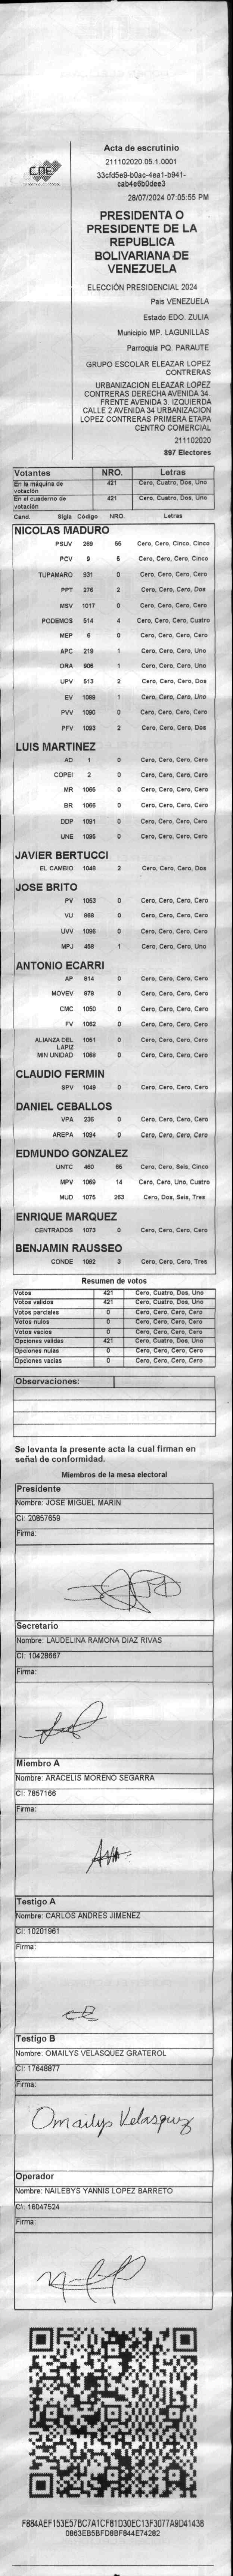 CNE
Acta de escrutinio
211102020.05.1.0001
33cfd5e9-b0ac-4ea1-b941-
cab4e6b0dee3
28/07/2024 07:05:55 PM
PRESIDENTA O
PRESIDENTE DE LA
REPUBLICA
BOLIVARIANA DE
VENEZUELA
ELECCIÓN PRESIDENCIAL 2024
Pais VENEZUELA
Estado EDO. ZULIA
Municipio MP. LAGUNILLAS
Parroquia PQ. PARAUTE
GRUPO ESCOLAR ELEAZAR LOPEZ
CONTRERAS
URBANIZACION ELEAZAR LOPEZ
CONTRERAS DERECHA AVENIDA 34.
FRENTE AVENIDA 3. IZQUIERDA
CALLE 2 AVENIDA 34 URBANIZACION
LOPEZ CONTRERAS PRIMERA ETAPA
CENTRO COMERCIAL
211102020
897 Electores
Votantes NRO. Letras
En la máquina de votación 421 Cero, Cuatro, Dos, Uno
En el cuaderno de votación 421 Cero, Cuatro, Dos, Uno
Cand. Sigla Código NRO. Letras
NICOLAS MADURO
PSUV 269 55 Cero, Cero, Cinco, Cinco
PCV 9 5 Cero, Cero, Cero, Cinco
TUPAMARO 931 0 Cero, Cero, Cero, Cero
PPT 276 2 Cero, Cero, Cero, Dos
MSV 1017 0 Cero, Cero, Cero, Cero
PODEMOS 514 4 Cero, Cero, Cero, Cuatro
MEP 6 0 Cero, Cero, Cero, Cero
APC 219 1 Cero, Cero, Cero, Uno
ORA 906 1 Cero, Cero, Cero, Uno
UPV 513 2 Cero, Cero, Cero, Dos
EV 1089 1 Cero, Cero, Cero, Uno
PVV 1090 0 Cero, Cero, Cero, Cero
PFV 1093 2 Cero, Cero, Cero, Dos
LUIS MARTINEZ
AD 1 0 Cero, Cero, Cero, Cero
COPEI 2 0 Cero, Cero, Cero, Cero
MR 1065 0 Cero, Cero, Cero, Cero
BR 1066 0 Cero, Cero, Cero, Cero
DDP 1091 0 Cero, Cero, Cero, Cero
UNE 1095 0 Cero, Cero, Cero, Cero
JAVIER BERTUCCI
EL CAMBIO 1048 2 Cero, Cero, Cero, Dos
JOSE BRITO
PV 1053 0 Cero, Cero, Cero, Cero
VU 868 0 Cero, Cero, Cero, Cero
UVV 1096 0 Cero, Cero, Cero, Cero
MPJ 458 1 Cero, Cero, Cero, Uno
ANTONIO ECARRI
AP 814 0 Cero, Cero, Cero, Cero
MOVEV 979 0 Cero, Cero, Cero, Cero
CMC 1050 0 Cero, Cero, Cero, Cero
FV 1062 0 Cero, Cero, Cero, Cero
ALIANZA DEL LAPIZ 1051 0 Cero, Cero, Cero, Cero
MIN UNIDAD 1068 0 Cero, Cero, Cero, Cero
CLAUDIO FERMIN
SPV 1049 0 Cero, Cero, Cero, Cero
DANIEL CEBALLOS
VPA 236 0 Cero, Cero, Cero, Cero
AREPA 1094 0 Cero, Cero, Cero, Cero
EDMUNDO GONZALEZ
UNTC 460 65 Cero, Cero, Seis, Cinco
MPV 1069 14 Cero, Cero, Uno, Cuatro
MUD 1075 263 Cero, Dos, Seis, Tres
ENRIQUE MARQUEZ
CENTRADOS 1073 0 Cero, Cero, Cero, Cero
BENJAMIN RAUSSEO
CONDE 1092 3 Cero, Cero, Cero, Tres
Resumen de votos
Votos 421 Cero, Cuatro, Dos, Uno
Votos validos 421 Cero, Cuatro, Dos, Uno
Votos parciales 0 Cero, Cero, Cero, Cero
Votos nulos 0 Cero, Cero, Cero, Cero
Votos vacios 0 Cero, Cero, Cero, Cero
Opciones validas 421 Cero, Cuatro, Dos, Uno
Opciones nulas 0 Cero, Cero, Cero, Cero
Opciones vacias 0 Cero, Cero, Cero, Cero
Observaciones:
Se levanta la presente acta la cual firman en
señal de conformidad.
Miembros de la mesa electoral
Presidente
Nombre: JOSE MIGUEL MARIN
CI: 20857659
Firma:
Secretario
Nombre: LAUDELINA RAMONA DIAZ RIVAS
CI: 10428667
Firma:
Miembro A
Nombre: ARACELIS MORENO SEGARRA
CI: 7857166
Firma:
Testigo A
Nombre: CARLOS ANDRES JIMENEZ
CI: 10201961
Firma:
Testigo B
Nombre: OMAILYS VELASQUEZ GRATEROL
CI: 17648877
Firma:
Omailys Velasquez
Operador
Nombre: NAILEBYS YANNIS LOPEZ BARRETO
CI: 16047524
Firma:
F884AEF153E57BC7A1CF81D30EC13F3077A9D41436
0863EB5BFD8BF844E74282